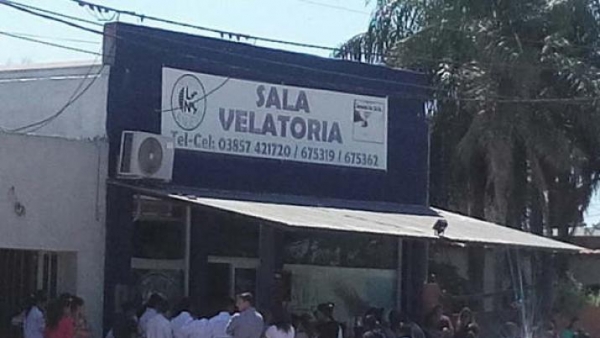 SALA
VELATORIA
Tel-Cel: 03857 421720 / 675319 / 675362